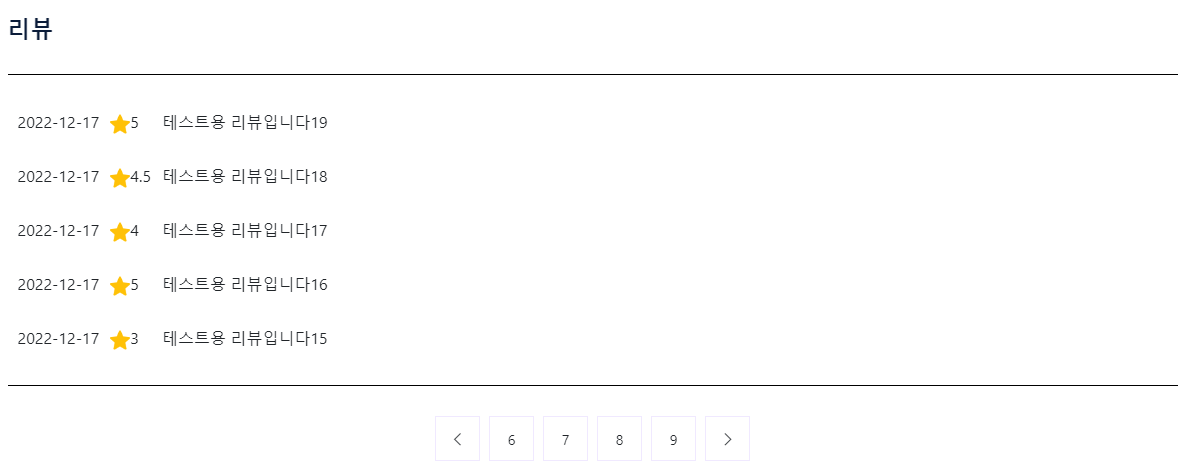 리뷰
2022-12-17 5 테스트용 리뷰입니다19
2022-12-17 4.5 테스트용 리뷰입니다18
2022-12-17 4 테스트용 리뷰입니다17
2022-12-17 5 테스트용 리뷰입니다16
2022-12-17 3 테스트용 리뷰입니다15
6 7 8 9